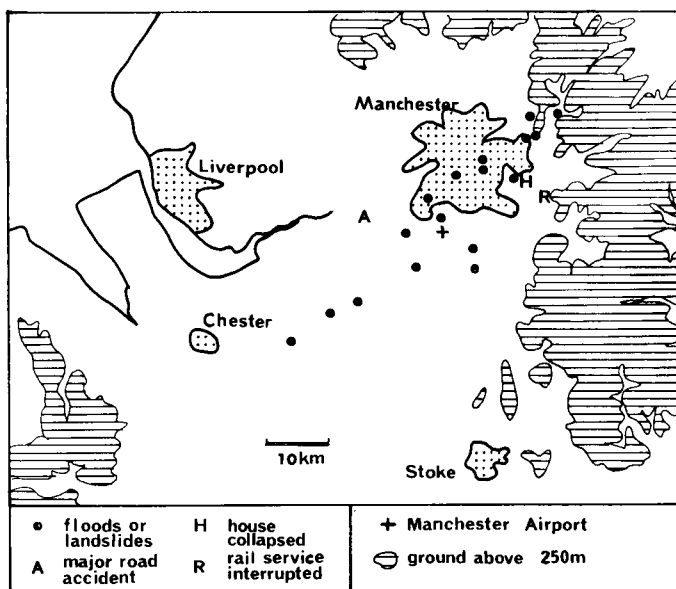 Manchester
Liverpool
H
R
A
+
Chester
10km
Stoke
floods or
landslides
A major road
accident
H house
collapsed
R rail service
interrupted
+ Manchester Airport
ground above 250m